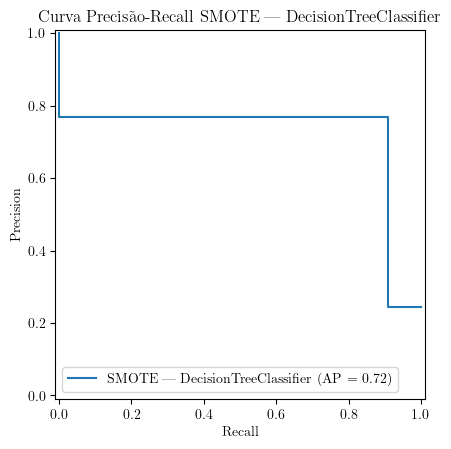 Curva Precisão-Recall SMOTE — DecisionTreeClassifier
1.0
0.8
0.6
0.4
0.2
0.0
Precision
SMOTE — DecisionTreeClassifier (AP = 0.72)
0.0 0.2 0.4 0.6 0.8 1.0
Recall